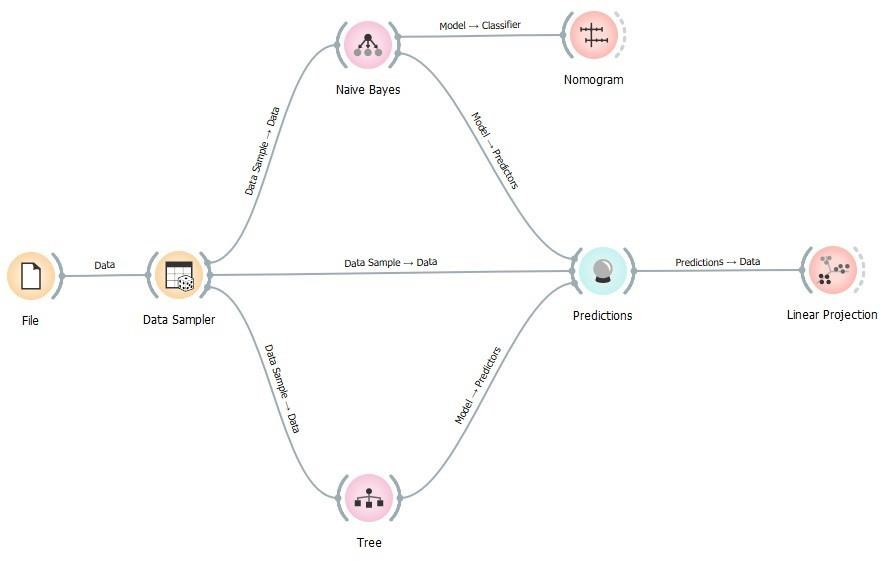 Model → Classifier
Nomogram
Naive Bayes
Data Sample → Data
Model → Predictors
Data
Data Sample → Data
Predictions → Data
File
Data Sampler
Predictions
Linear Projection
Data Sample → Data
Model → Predictors
Tree